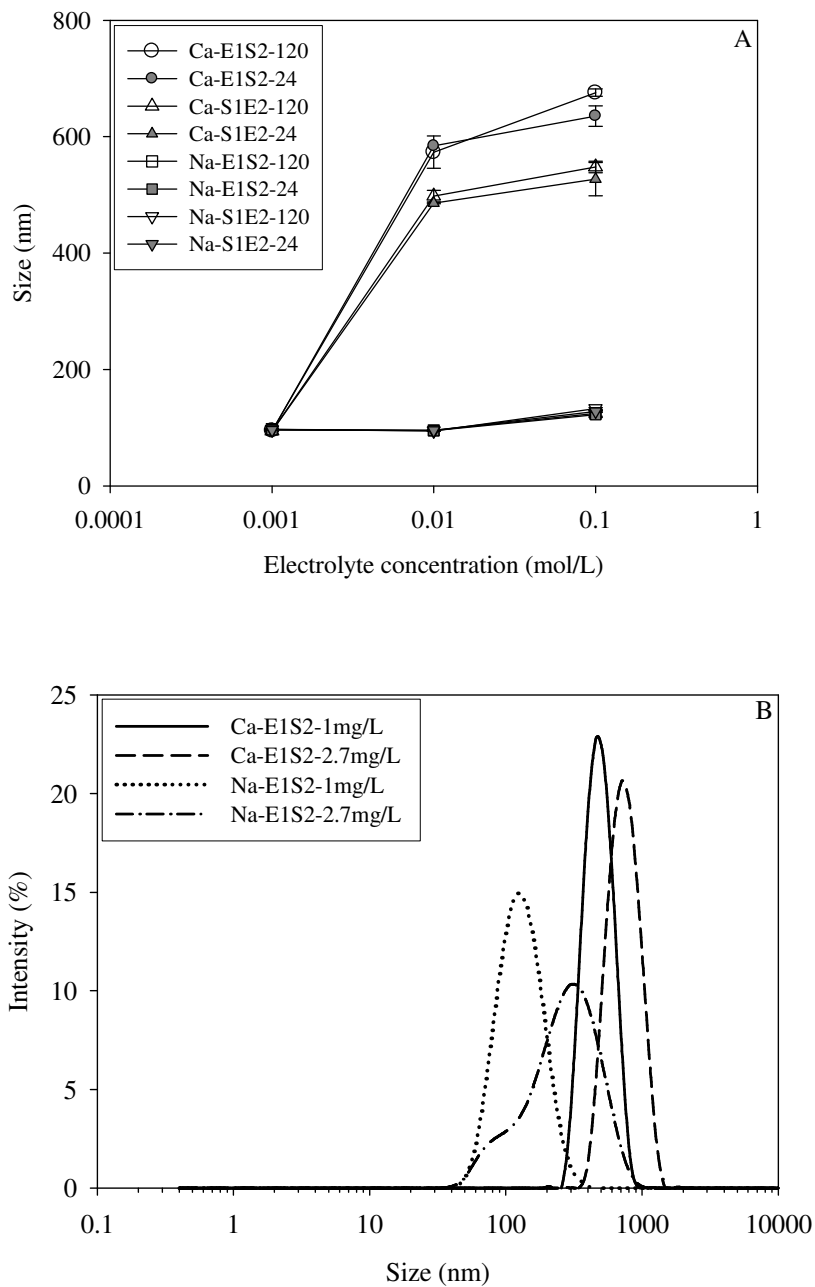 800
A
Ca-E1S2-120
Ca-E1S2-24
Ca-S1E2-120
Ca-S1E2-24
Na-E1S2-120
Na-E1S2-24
Na-S1E2-120
Na-S1E2-24
600
400
200
0
Size (nm)
0.0001
0.001
0.01
0.1
1
Electrolyte concentration (mol/L)
25
B
Ca-E1S2-1mg/L
Ca-E1S2-2.7mg/L
Na-E1S2-1mg/L
Na-E1S2-2.7mg/L
20
15
10
5
0
Intensity (%)
0.1
1
10
100
1000
10000
Size (nm)